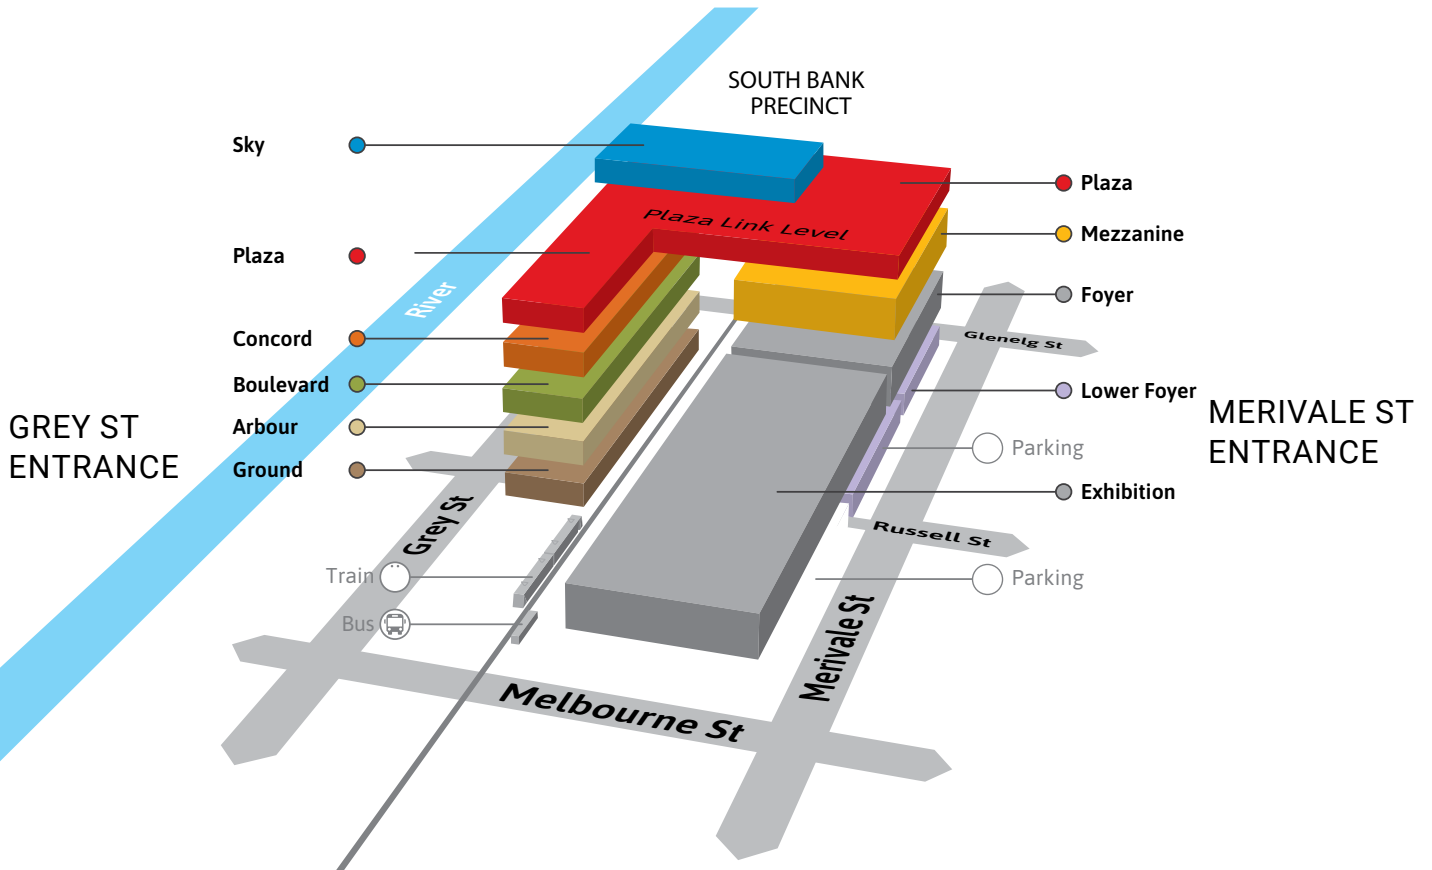 SOUTH BANK
PRECINCT
Sky
Plaza
Plaza Link Level
Mezzanine
Plaza
River
Foyer
Concord
Glenelg St
Boulevard
Lower Foyer
GREY ST
ENTRANCE
MERIVALE ST
ENTRANCE
Arbour
Parking
Ground
Exhibition
Grey St
Russell St
Train
Parking
Bus
Merivale St
Melbourne St